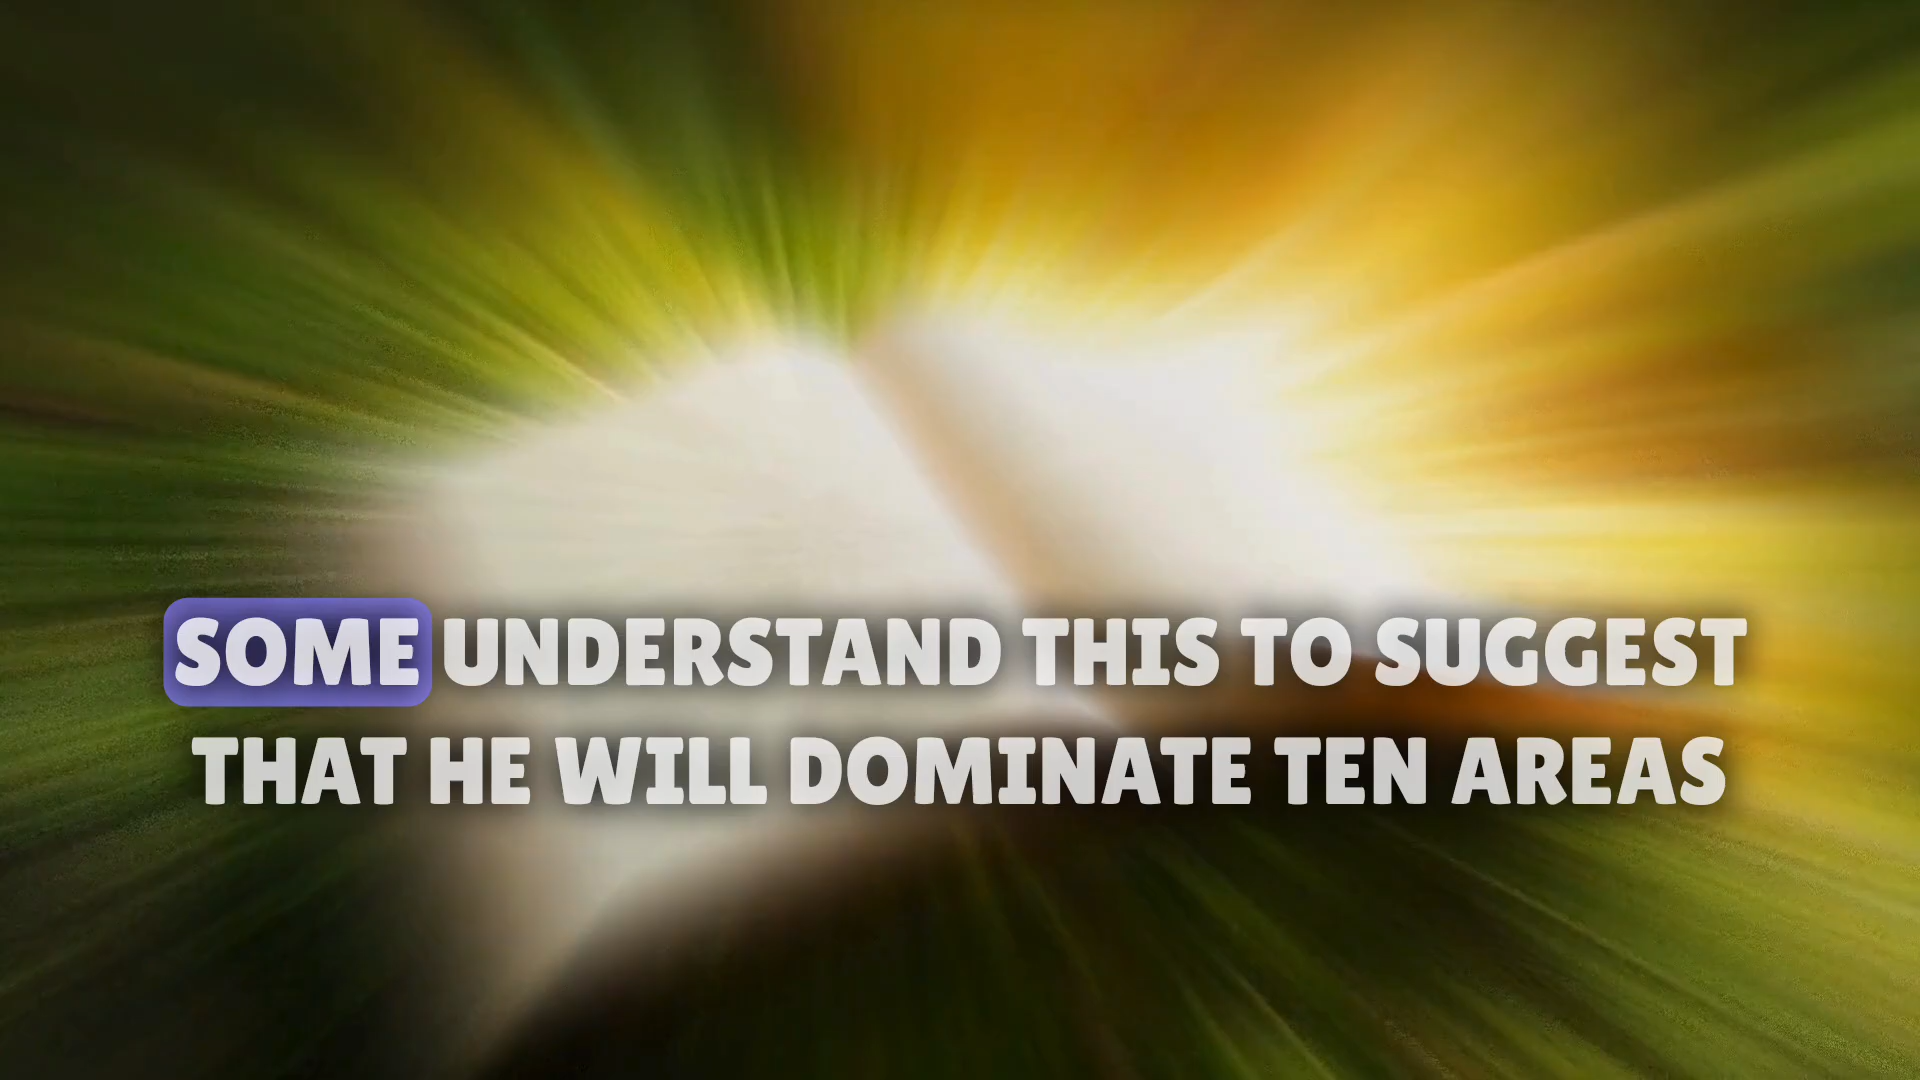 SOME UNDERSTAND THIS TO SUGGEST
THAT HE WILL DOMINATE TEN AREAS